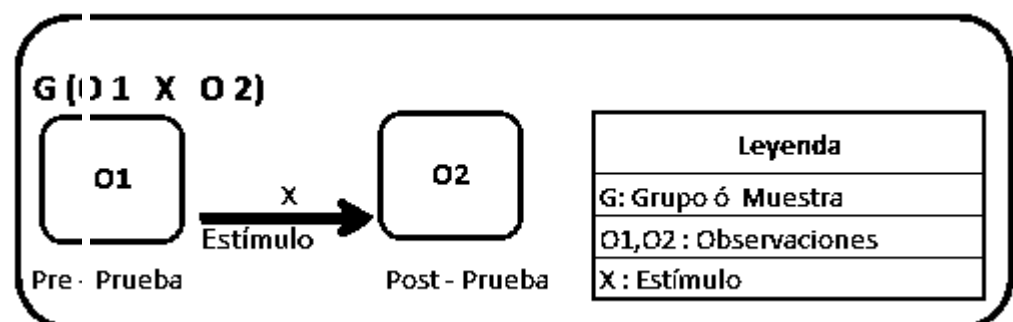 G (O 1 X O 2)
O1
X
Estímulo
O2
Pre - Prueba
Post - Prueba
Leyenda
G: Grupo ó Muestra
O1,O2 : Observaciones
X : Estímulo